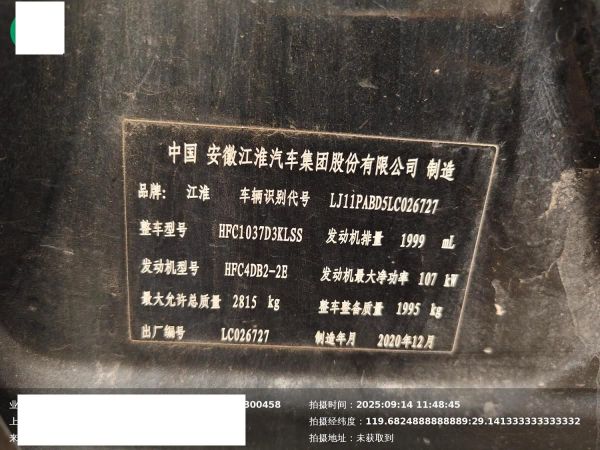 中国 安徽江淮汽车集团股份有限公司 制造
品牌: 江淮 车辆识别代号 LJ11PABD5LC026727
整车型号 HFC1037D3KLSS 发动机排量 1999 mL
发动机型号 HFC4DB2-2E 发动机最大净功率 107 kW
最大允许总质量 2815 kg 整车整备质量 1995 kg
出厂编号 LC026727 制造年月 2020年12月
业 300458 拍摄时间：2025:09:14 11:48:45
上 拍摄经纬度：119.6824888888889:29.141333333333332
来 拍摄地址：未获取到